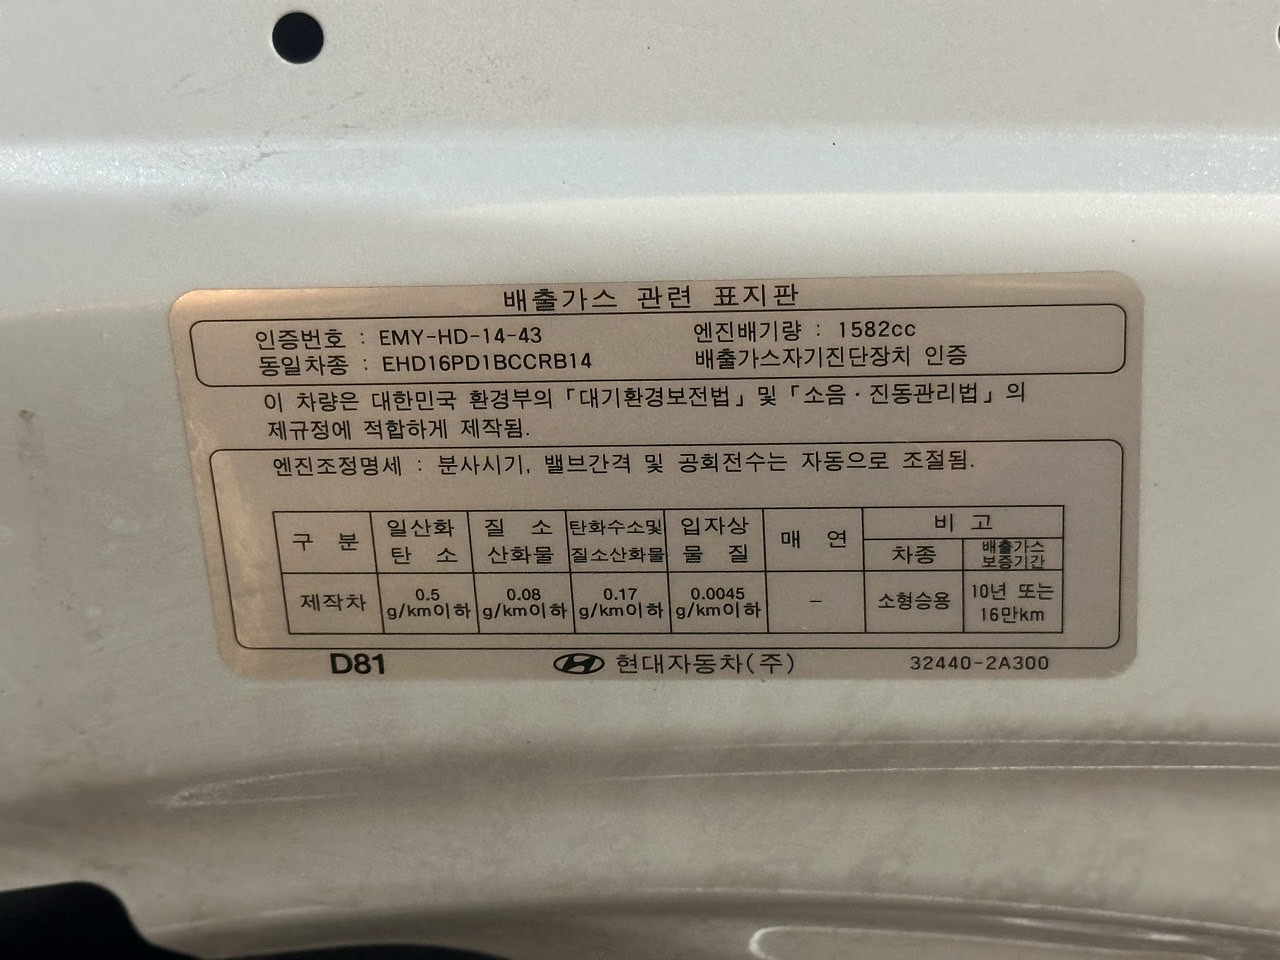 배출가스 관련 표지판
인증번호 : EMY-HD-14-43 엔진배기량 : 1582cc
동일차종 : EHD16PD1BCCRB14 배출가스자기진단장치 인증
이 차량은 대한민국 환경부의「대기환경보전법」및「소음·진동관리법」의
제규정에 적합하게 제작됨.
엔진조정명세 : 분사시기, 밸브간격 및 공회전수는 자동으로 조절됨.
구 분 일산화 탄 소 질 소 산화물 탄화수소및 질소산화물 입자상 물 질 매 연 비 고
차종 배출가스 보증기간
제작차 0.5 g/km이하 0.08 g/km이하 0.17 g/km이하 0.0045 g/km이하 – 소형승용 10년 또는 16만km
D81 현대자동차(주) 32440-2A300